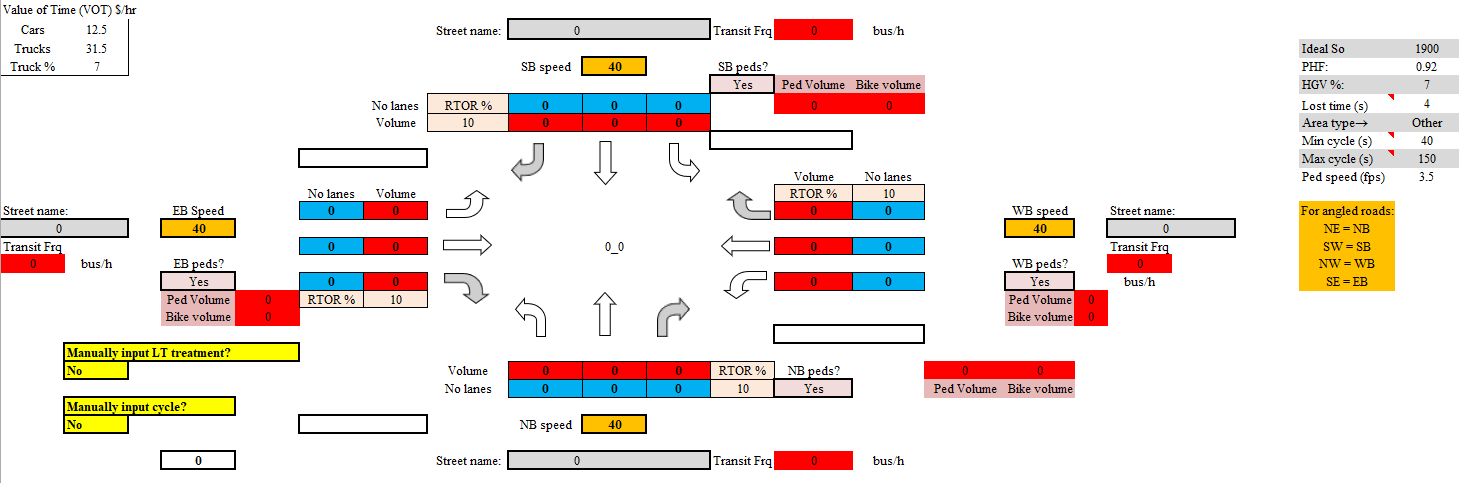 Value of Time (VOT) $/hr
Cars 12.5
Trucks 31.5
Truck % 7
Street name: 0 Transit Frq 0 bus/h
SB speed 40 SB peds?
Yes Ped Volume Bike volume
No lanes RTOR % 0 0 0 0 0
Volume 10 0 0 0
Ideal So 1900
PHF: 0.92
HGV %: 7
Lost time (s) 4
Area type→ Other
Min cycle (s) 40
Max cycle (s) 150
Ped speed (fps) 3.5
No lanes Volume
0 0
0 0
0 0
RTOR % 10
Volume No lanes
RTOR % 10
0 0
0 0
0 0
0_0
Street name:
0
Transit Frq
0 bus/h
EB Speed
40
EB peds?
Yes
Ped Volume 0
Bike volume 0
WB speed
40
WB peds?
Yes
Ped Volume 0
Bike volume 0
Street name:
0
Transit Frq
0
bus/h
For angled roads:
NE = NB
SW = SB
NW = WB
SE = EB
Manually input LT treatment?
No
Manually input cycle?
No
0
Volume 0 0 0 RTOR % NB peds? 0 0
No lanes 0 0 0 10 Yes Ped Volume Bike volume
NB speed 40
Street name: 0 Transit Frq 0 bus/h